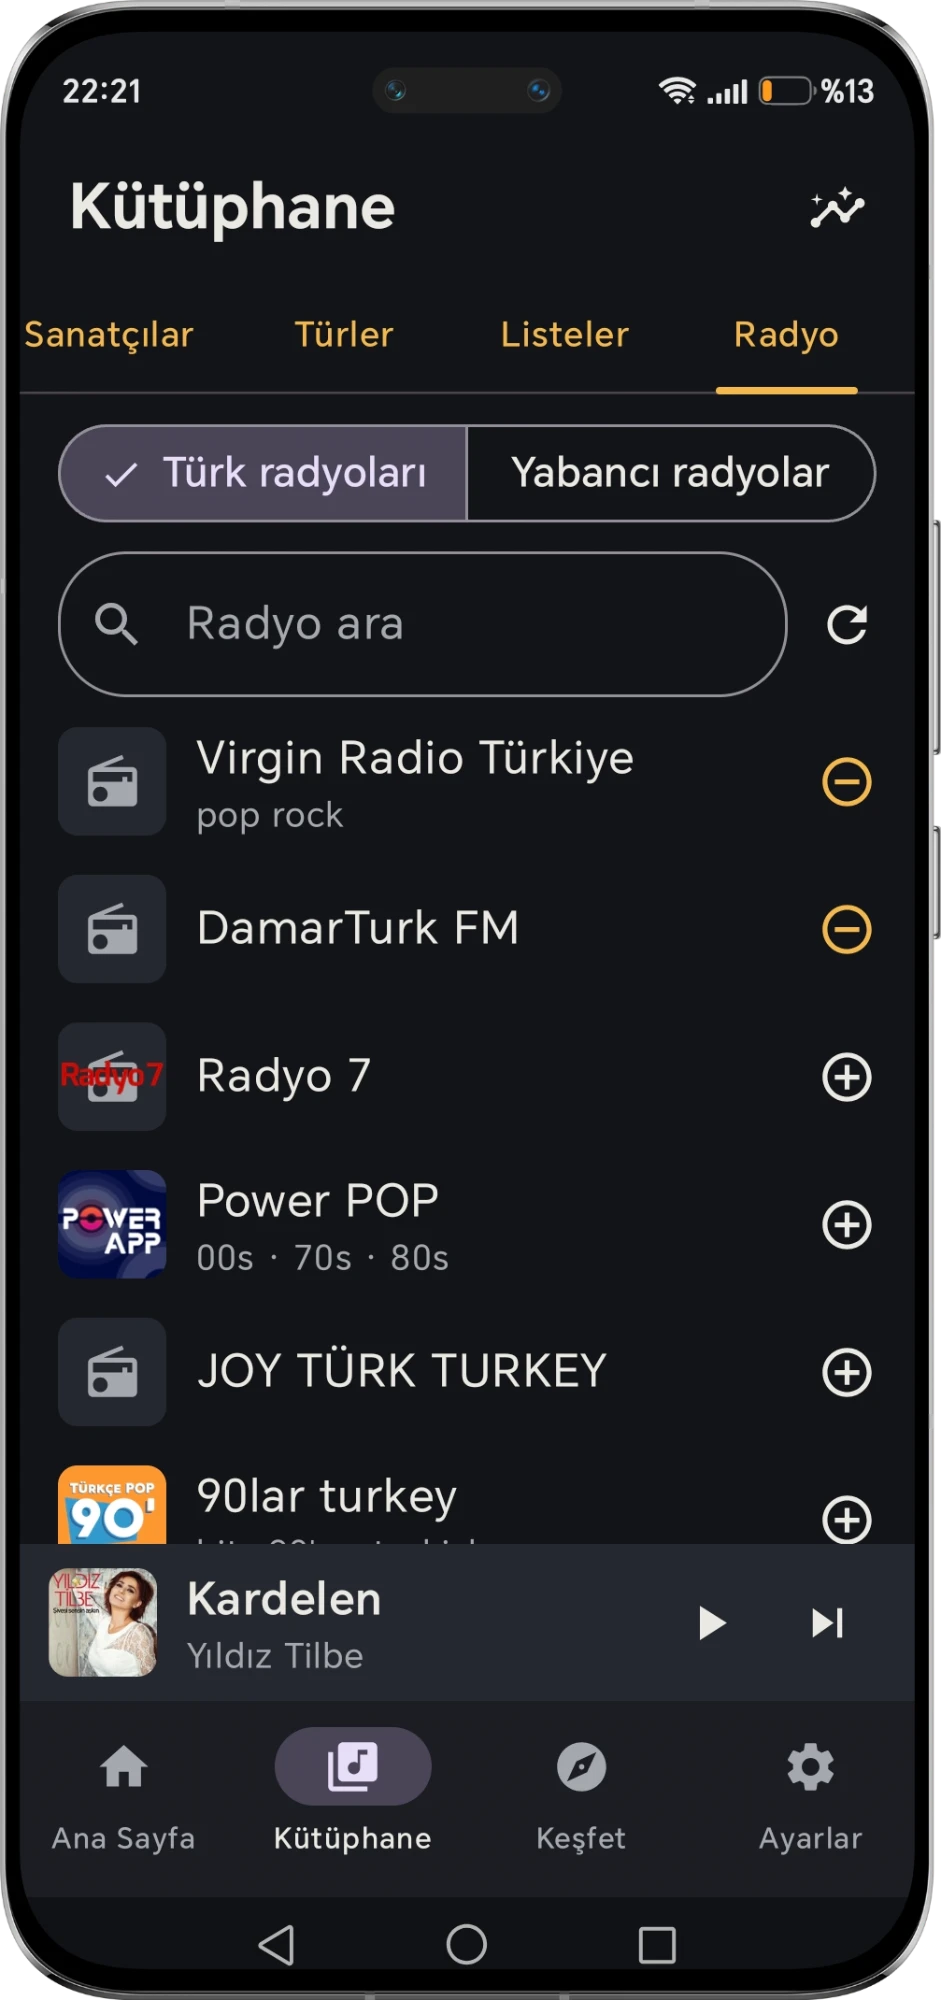 22:21
%13
Kütüphane
Sanatçılar
Türler
Listeler
Radyo
Türk radyoları
Yabancı radyolar
Radyo ara
Virgin Radio Türkiye
pop rock
DamarTurk FM
Radyo 7
Radyo 7
POWER
APP
Power POP
00s · 70s · 80s
JOY TÜRK TURKEY
TÜRKÇE POP
90'
90lar turkey
YILDIZ
TİLBE
Kardelen
Yıldız Tilbe
Ana Sayfa
Kütüphane
Keşfet
Ayarlar